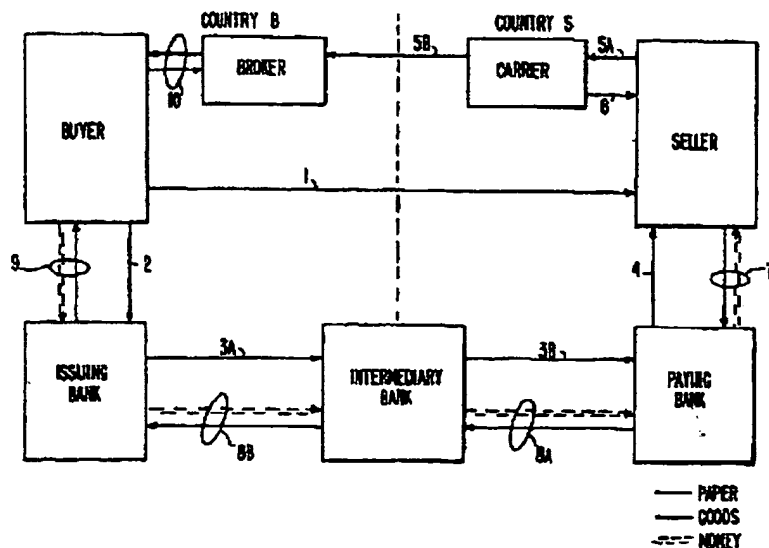 COUNTRY B
COUNTRY S
5B
5A
BROKER
CARRIER
10
6
BUYER
SELLER
1
9
2
4
7
3A
3B
ISSUING
BANK
INTERMEDIARY
BANK
PAYING
BANK
8B
8A
PAPER
GOODS
MONEY